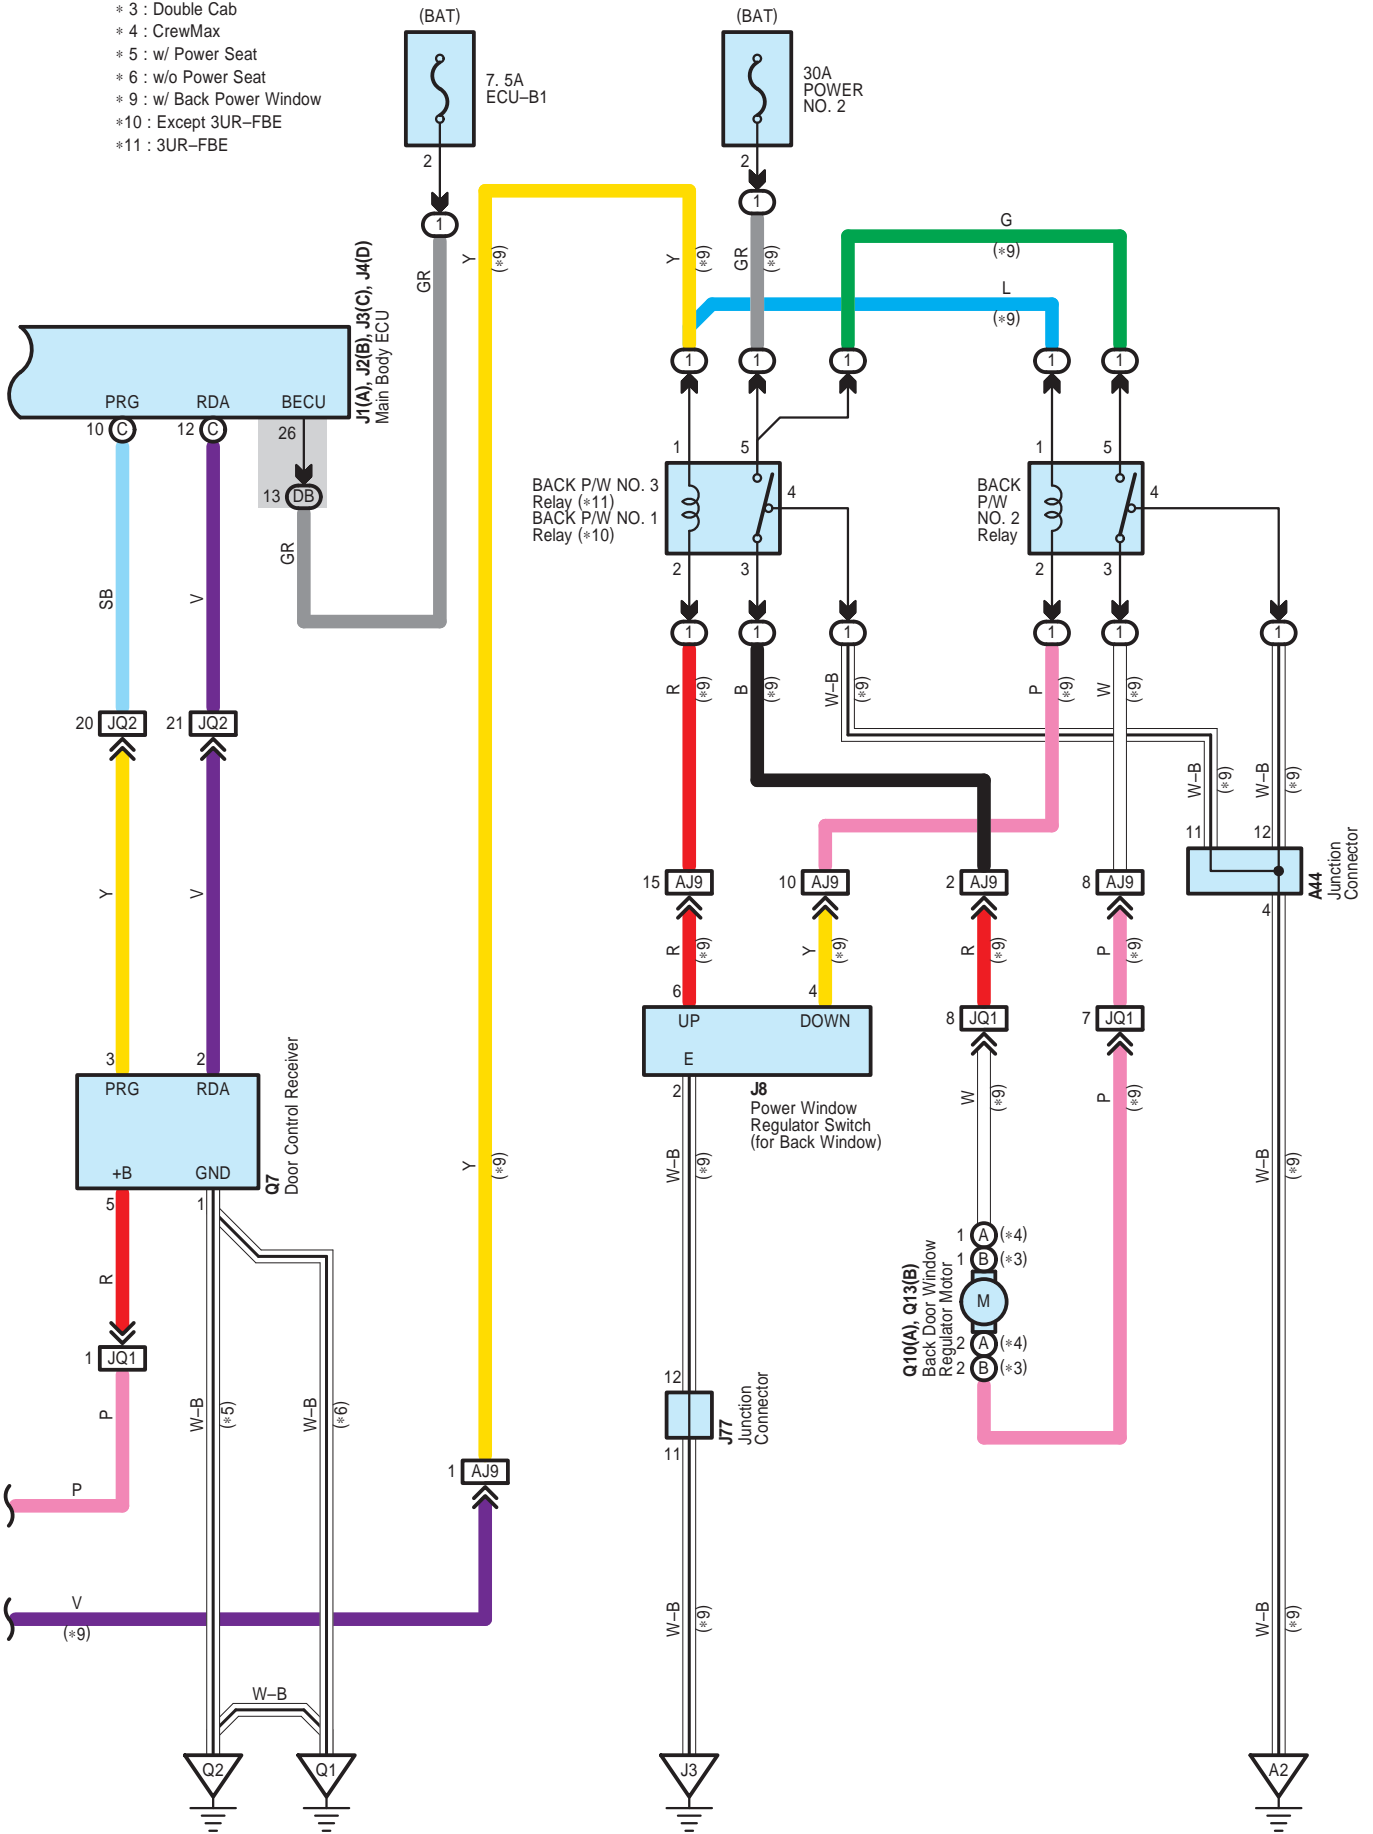 * 3 : Double Cab
* 4 : CrewMax
* 5 : w/ Power Seat
* 6 : w/o Power Seat
* 9 : w/ Back Power Window
*10 : Except 3UR–FBE
*11 : 3UR–FBE
(BAT)
7. 5A
ECU–B1
2
1
(BAT)
30A
POWER
NO. 2
2
1
GR
Y
(*9)
Y
(*9)
GR
(*9)
G
(*9)
L
(*9)
J1(A), J2(B), J3(C), J4(D)
Main Body ECU
PRG
RDA
BECU
10 C
12 C
26
13 DB
GR
SB
V
1
1
1
1
1
1
5
4
2
3
BACK P/W NO. 3
Relay (*11)
BACK P/W NO. 1
Relay (*10)
1
5
4
2
3
BACK
P/W
NO. 2
Relay
1
1
1
1
1
1
R
(*9)
B
(*9)
W–B
(*9)
P
(*9)
W
(*9)
20 JQ2
21 JQ2
W–B
(*9)
W–B
(*9)
11
12
4
A44
Junction
Connector
Y
V
15 AJ9
10 AJ9
2 AJ9
8 AJ9
R
(*9)
Y
(*9)
R
(*9)
P
(*9)
6
4
UP
DOWN
E
2
J8
Power Window
Regulator Switch
(for Back Window)
8 JQ1
7 JQ1
W
(*9)
P
(*9)
3
2
PRG
RDA
+B
GND
5
1
Q7
Door Control Receiver
Y
(*9)
W–B
(*9)
W–B
(*9)
R
1 JQ1
P
P
W–B
(*5)
W–B
(*6)
1 A (*4)
1 B (*3)
M
2 A (*4)
2 B (*3)
Q10(A), Q13(B)
Back Door Window
Regulator Motor
12
11
J77
Junction
Connector
1 AJ9
V
(*9)
W–B
(*9)
W–B
(*9)
W–B
Q2
Q1
J3
A2